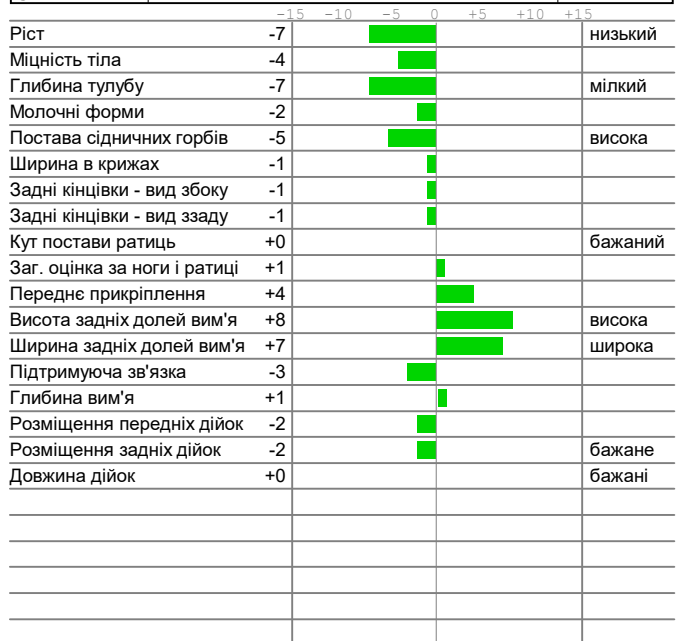 -15 -10 -5 0 +5 +10 +15
Ріст -7 низький
Міцність тіла -4
Глибина тулубу -7 мілкий
Молочні форми -2
Постава сідничних горбів -5 висока
Ширина в крижах -1
Задні кінцівки - вид збоку -1
Задні кінцівки - вид ззаду -1
Кут постави ратиць +0 бажаний
Заг. оцінка за ноги і ратиці +1
Переднє прикріплення +4
Висота задніх долей вим'я +8 висока
Ширина задніх долей вим'я +7 широка
Підтримуюча зв'язка -3
Глибина вим'я +1
Розміщення передніх дійок -2
Розміщення задніх дійок -2 бажане
Довжина дійок +0 бажані